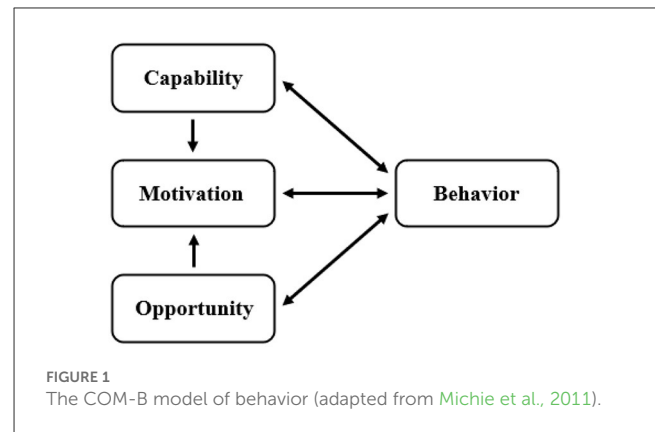 Capability
Motivation
Behavior
Opportunity
FIGURE 1
The COM-B model of behavior (adapted from Michie et al., 2011).